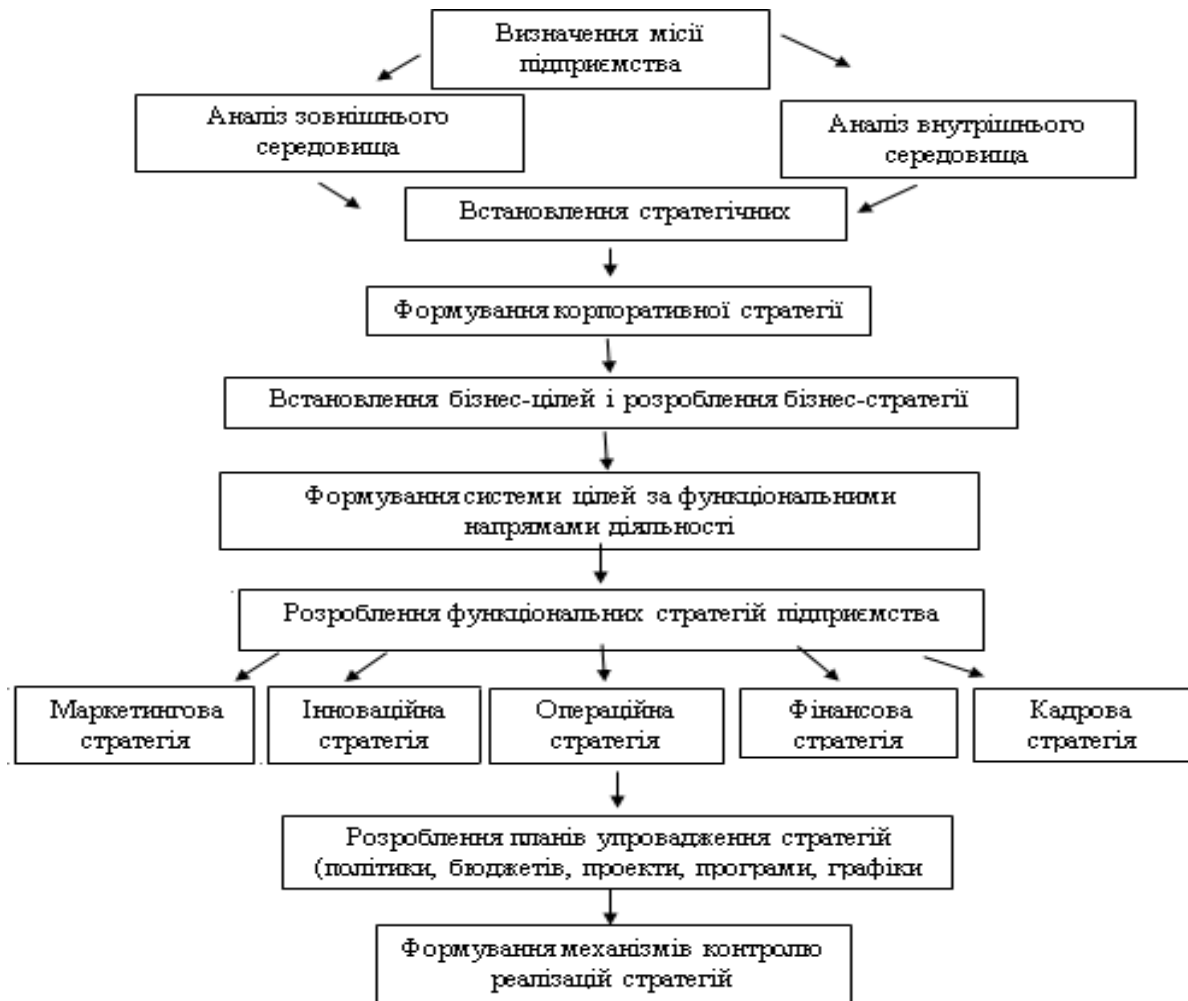 Визначення місії
підприємства
Аналіз зовнішнього
середовища
Аналіз внутрішнього
середовища
Встановлення стратегічних
Формування корпоративної стратегії
Встановлення бізнес-цілей і розроблення бізнес-стратегії
Формування системи цілей за функціональними
напрямами діяльності
Розроблення функціональних стратегій підприємства
Маркетингова
стратегія
Інноваційна
стратегія
Операційна
стратегія
Фінансова
стратегія
Кадрова
стратегія
Розроблення планів упровадження стратегій
(політики, бюджетів, проекти, програми, графіки
Формування механізмів контролю
реалізацій стратегій